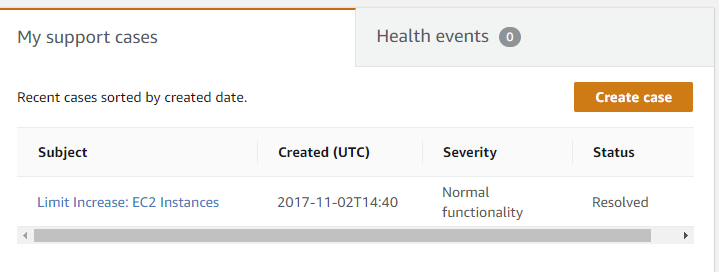 My support cases
Health events 0
Recent cases sorted by created date.
Create case
Subject Created (UTC) Severity Status
Limit Increase: EC2 Instances 2017-11-02T14:40 Normal functionality Resolved